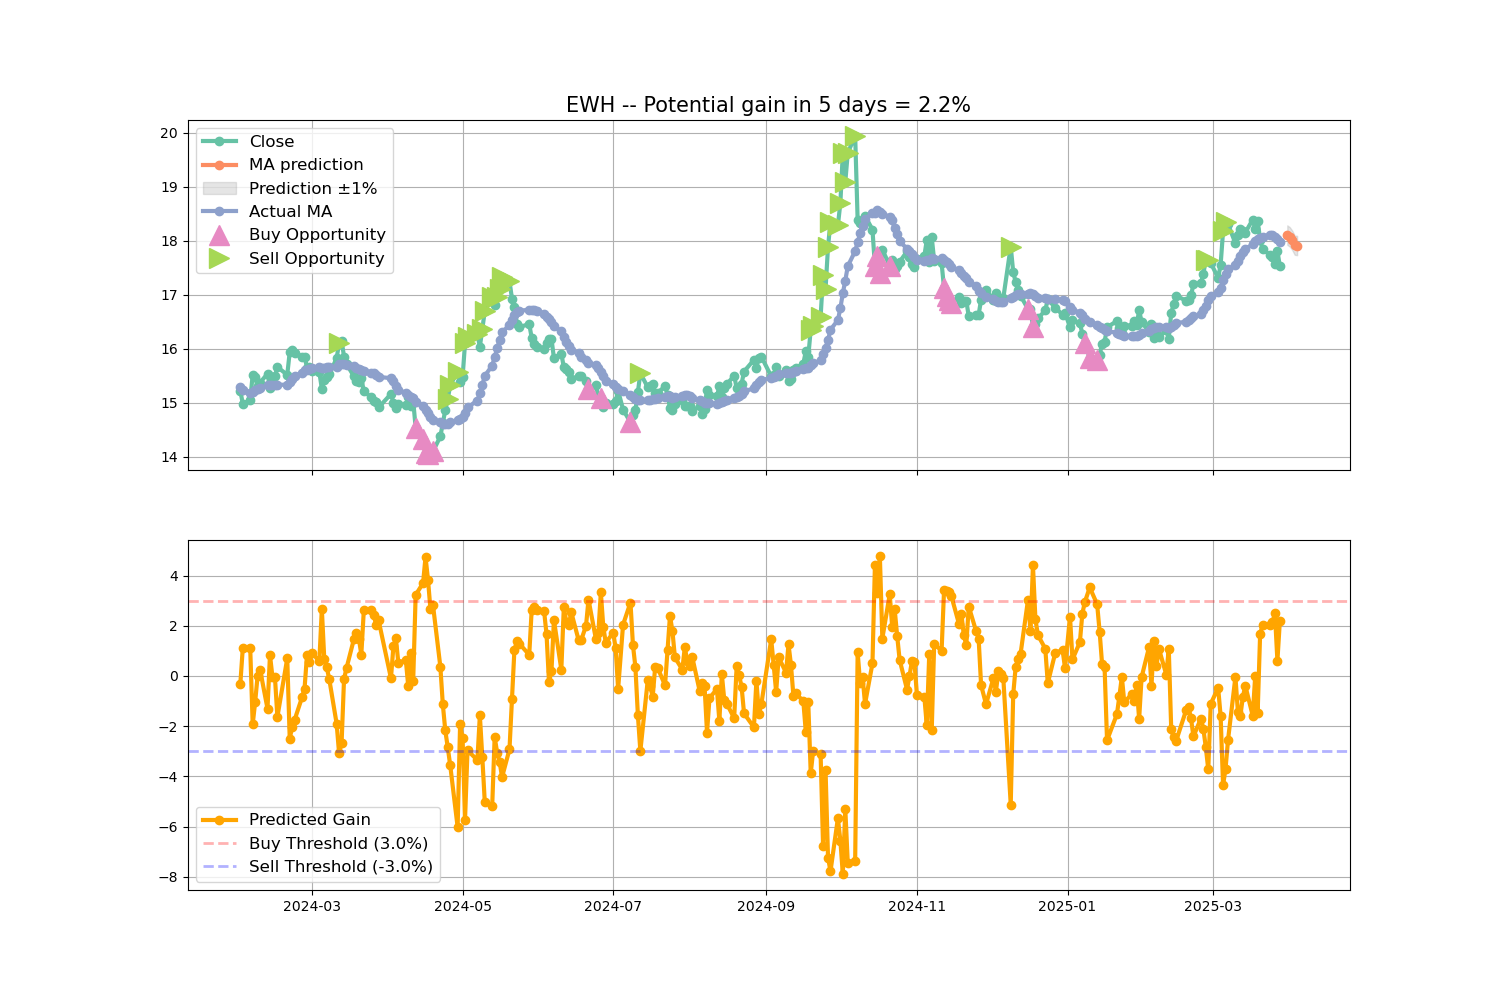 EWH -- Potential gain in 5 days = 2.2%
20
19
18
17
16
15
14
Close
MA prediction
Prediction ±1%
Actual MA
Buy Opportunity
Sell Opportunity
4
2
0
−2
−4
−6
−8
Predicted Gain
Buy Threshold (3.0%)
Sell Threshold (-3.0%)
2024-03
2024-05
2024-07
2024-09
2024-11
2025-01
2025-03